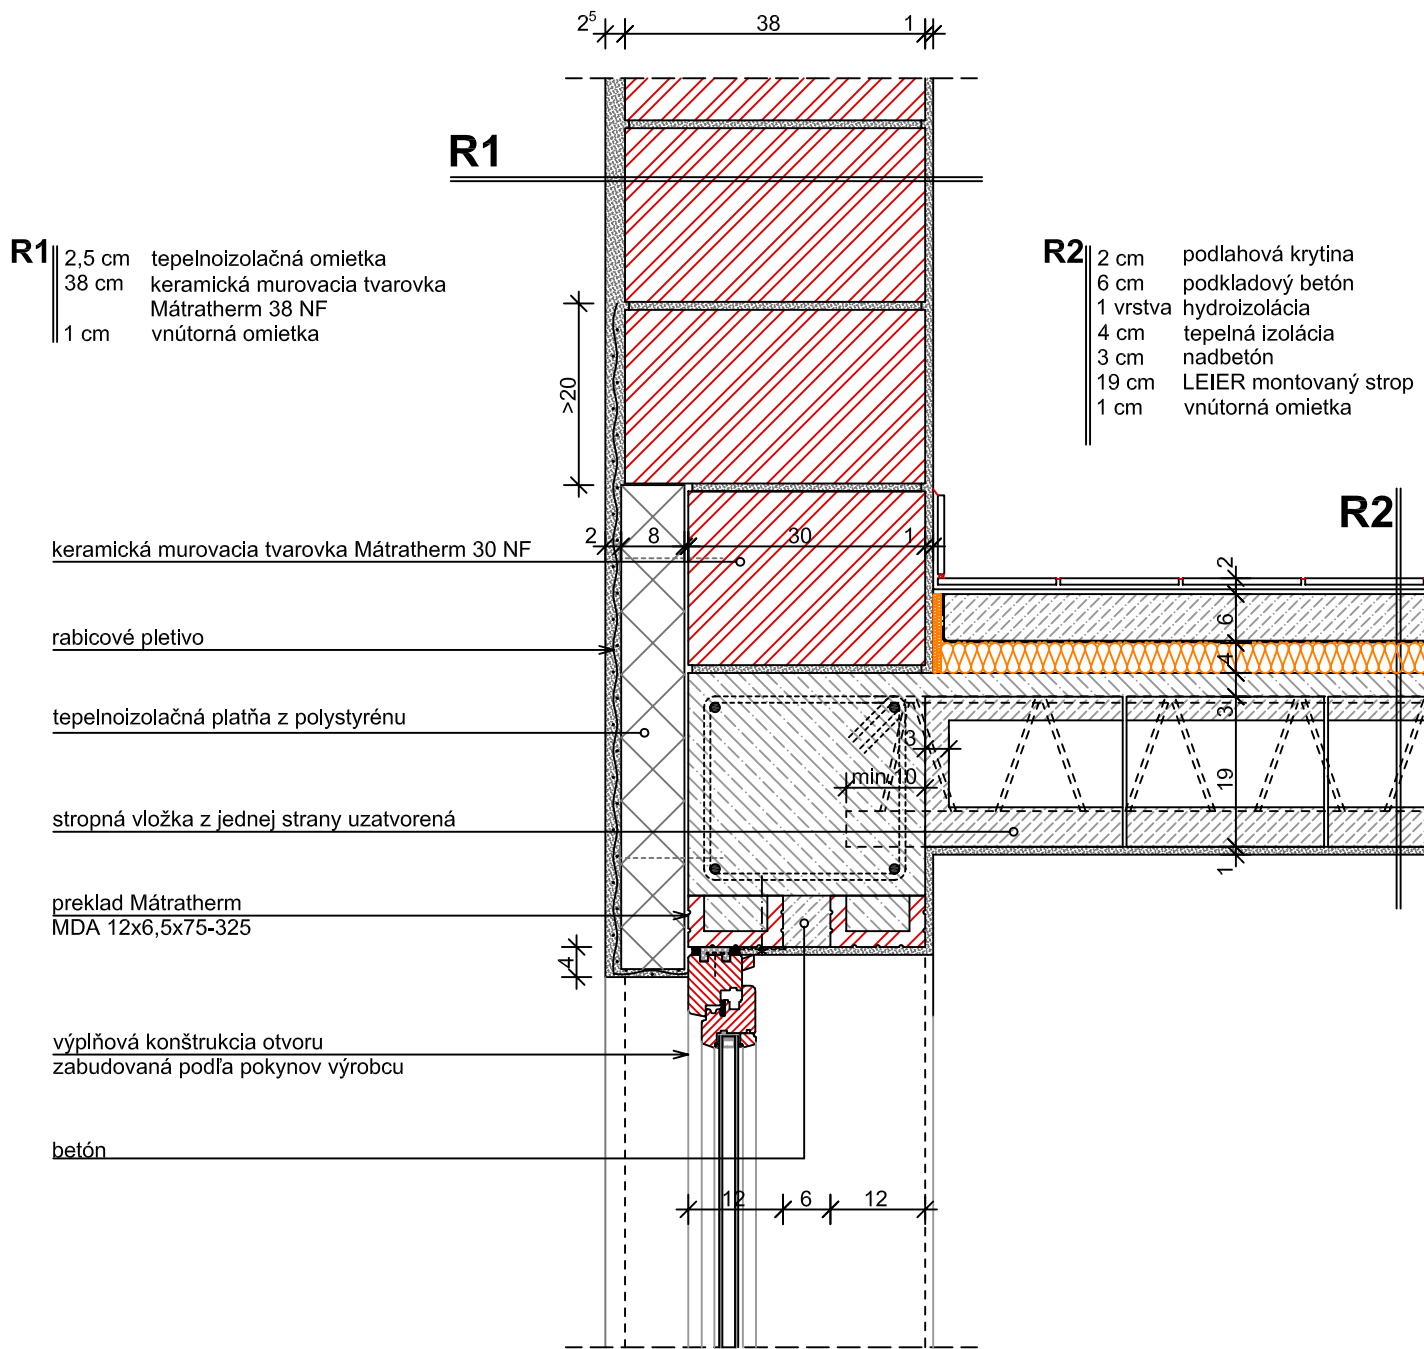 2⁵ 38 1
R1
R1
2,5 cm tepelnoizolačná omietka
38 cm keramická murovacia tvarovka
Mátratherm 38 NF
1 cm vnútorná omietka
R2
2 cm podlahová krytina
6 cm podkladový betón
1 vrstva hydroizolácia
4 cm tepelná izolácia
3 cm nadbetón
19 cm LEIER montovaný strop
1 cm vnútorná omietka
>20
R2
2 8 30 1
keramická murovacia tvarovka Mátratherm 30 NF
2
6
4
3
19
1
rabicové pletivo
tepelnoizolačná platňa z polystyrénu
3
min 10
stropná vložka z jednej strany uzatvorená
preklad Mátratherm
MDA 12x6,5x75-325
4
výplňová konštrukcia otvoru
zabudovaná podľa pokynov výrobcu
betón
12 6 12